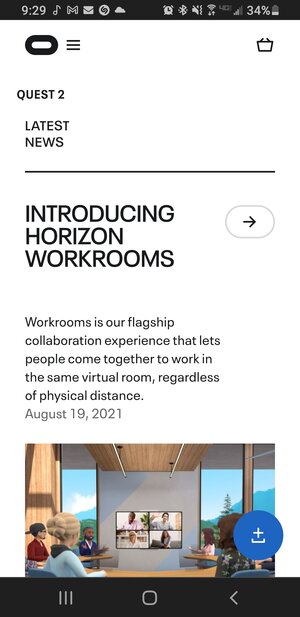 9:29
34%
QUEST 2
LATEST
NEWS
INTRODUCING
HORIZON
WORKROOMS
Workrooms is our flagship
collaboration experience that lets
people come together to work in
the same virtual room, regardless
of physical distance.
August 19, 2021